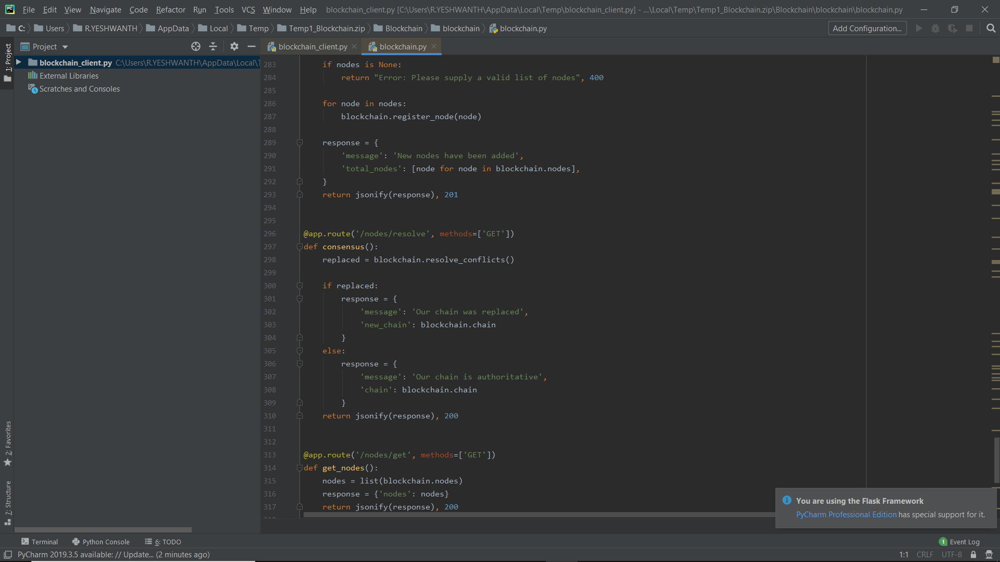 File Edit View Navigate Code Refactor Run Tools VCS Window Help blockchain_client.py [C:\Users\R.YESHWANTH\AppData\Local\Temp\blockchain_client.py] - ...\Local\Temp\Temp1_Blockchain.zip\Blockchain\blockchain\blockchain.py
C: Users R.YESHWANTH AppData Local Temp Temp1_Blockchain.zip Blockchain blockchain blockchain.py Add Configuration...
1: Project
Project
blockchain_client.py C:\Users\R.YESHWANTH\AppData\Local\T
External Libraries
Scratches and Consoles
2: Favorites
7: Structure
blockchain_client.py blockchain.py
283 if nodes is None:
284 return "Error: Please supply a valid list of nodes", 400
285
286 for node in nodes:
287 blockchain.register_node(node)
288
289 response = {
290 'message': 'New nodes have been added',
291 'total_nodes': [node for node in blockchain.nodes],
292 }
293 return jsonify(response), 201
294
295
296 @app.route('/nodes/resolve', methods=['GET'])
297 def consensus():
298 replaced = blockchain.resolve_conflicts()
299
300 if replaced:
301 response = {
302 'message': 'Our chain was replaced',
303 'new_chain': blockchain.chain
304 }
305 else:
306 response = {
307 'message': 'Our chain is authoritative',
308 'chain': blockchain.chain
309 }
310 return jsonify(response), 200
311
312
313 @app.route('/nodes/get', methods=['GET'])
314 def get_nodes():
315 nodes = list(blockchain.nodes)
316 response = {'nodes': nodes}
317 return jsonify(response), 200
You are using the Flask Framework
PyCharm Professional Edition has special support for it.
Terminal Python Console 6: TODO 1 Event Log
PyCharm 2019.3.5 available: // Update... (2 minutes ago) 1:1 CRLF UTF-8